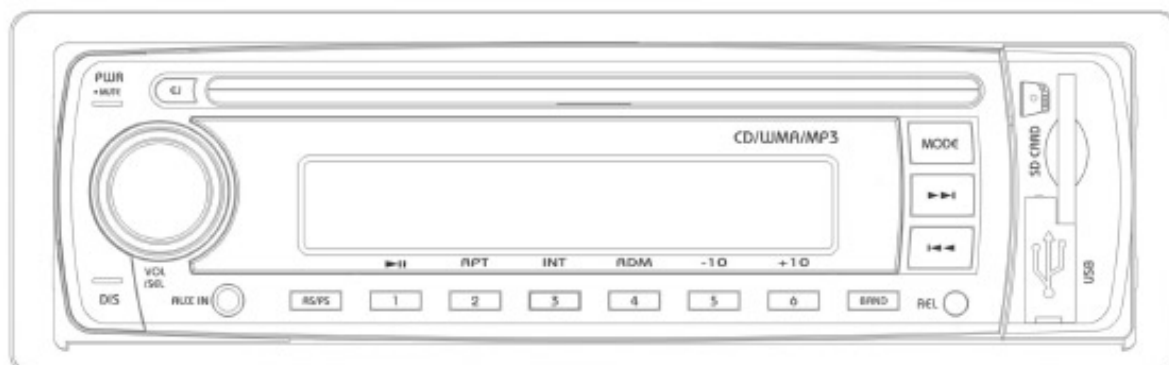 PWR
• MUTE
EJ
CD/WMA/MP3
MODE
SD CARD
VOL
/SEL
RPT INT RDM -10 +10
USB
DIS
AUX IN
AS/PS 1 2 3 4 5 6 BAND
REL